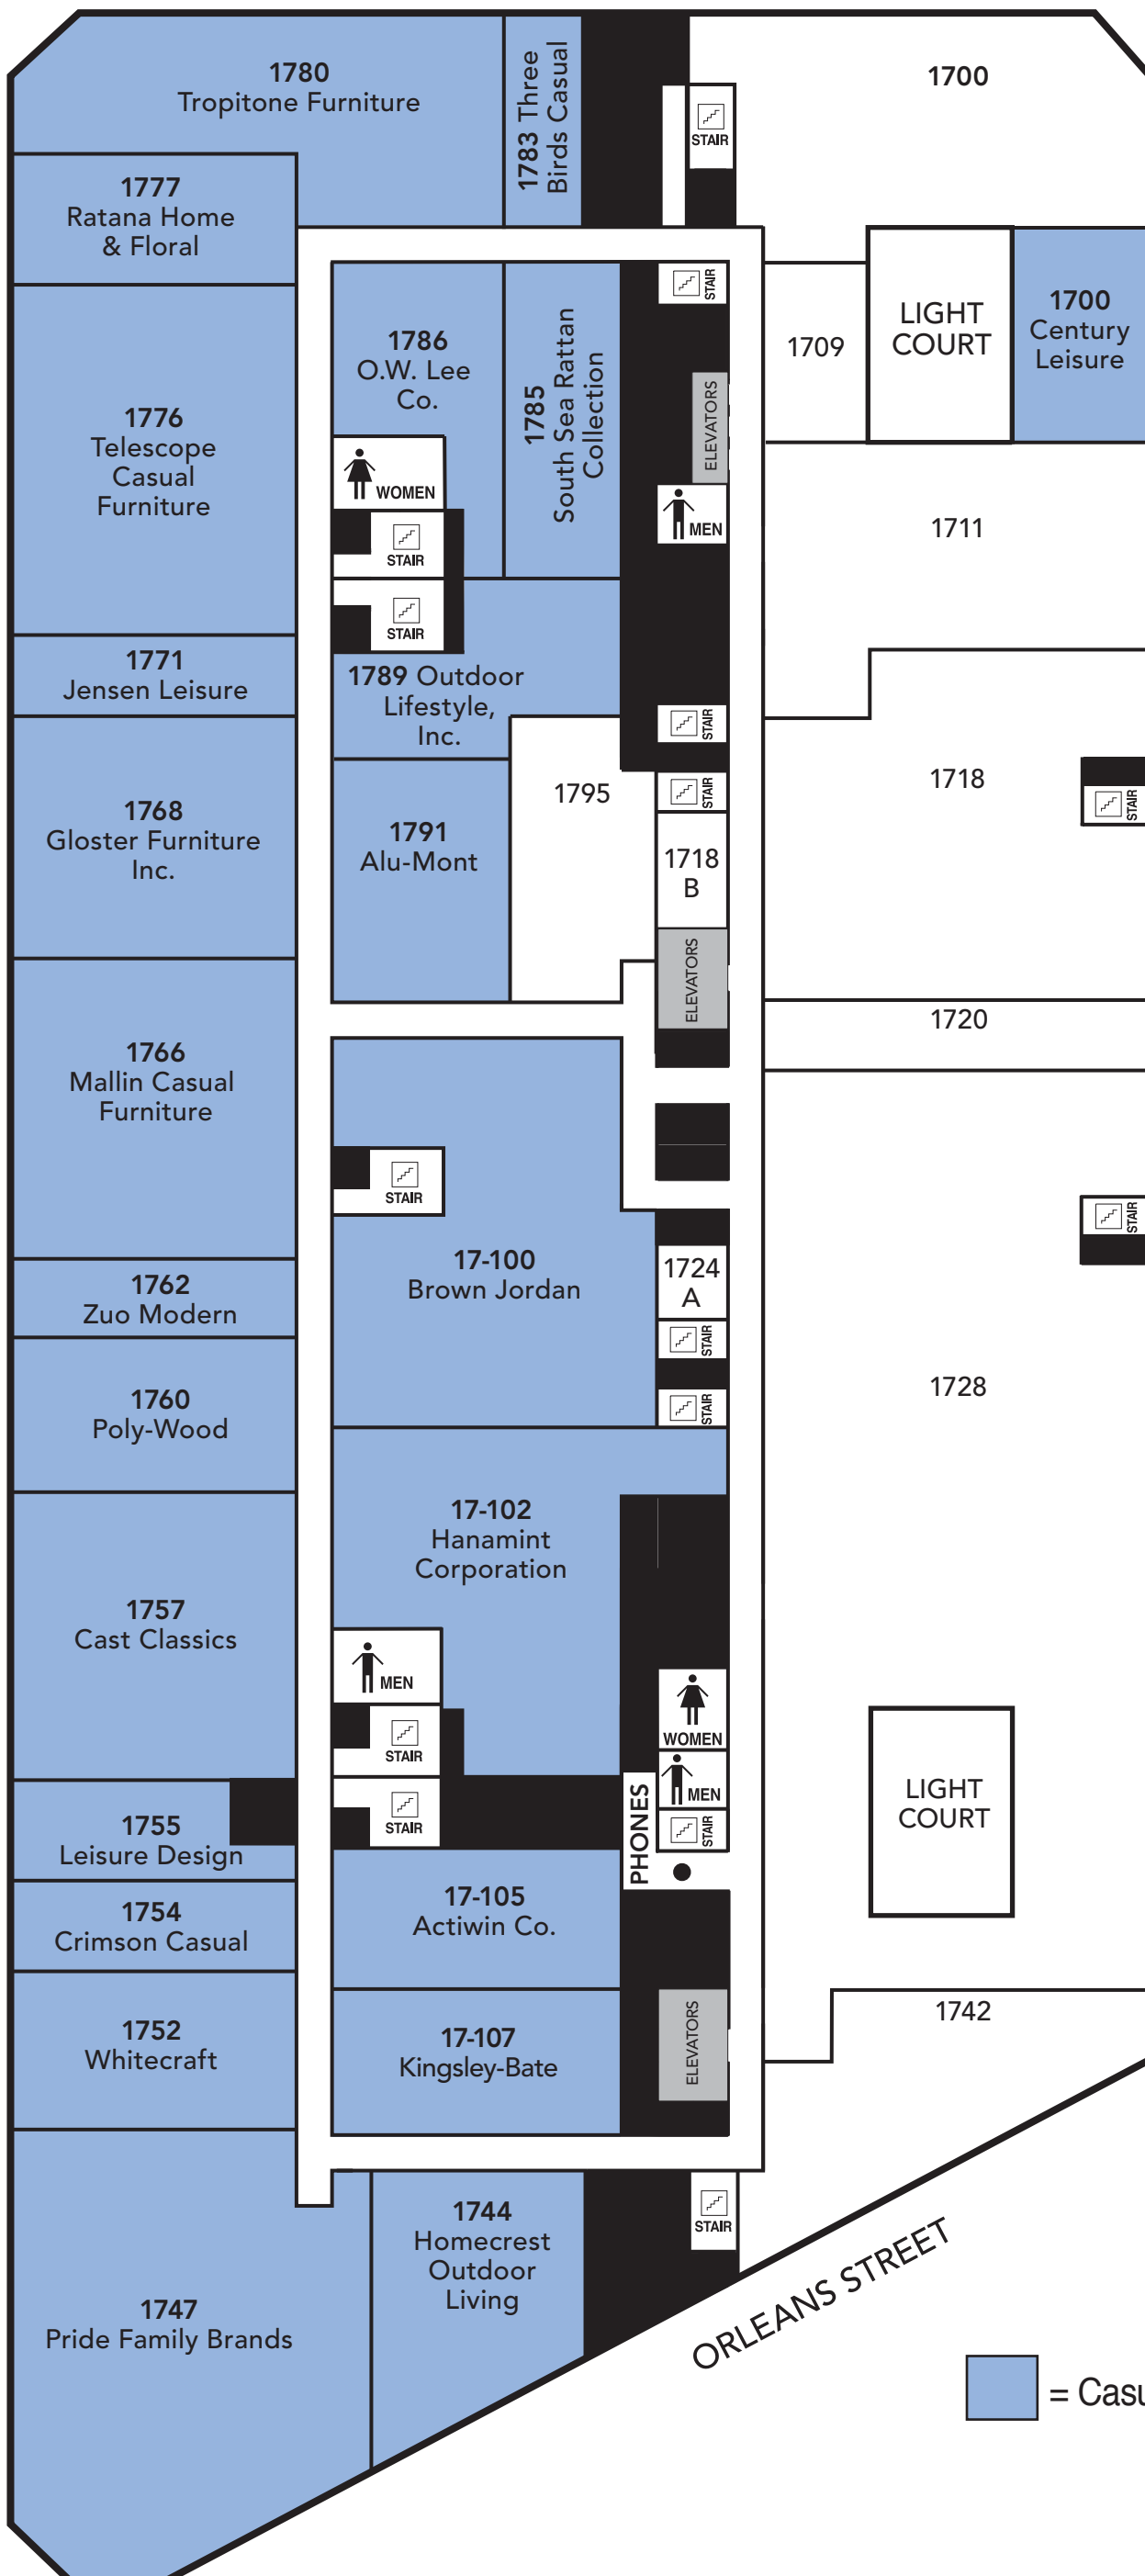 1780
Tropitone Furniture
1783 Three
Birds Casual
STAIR
1700
1777
Ratana Home
& Floral
1786
O.W. Lee
Co.
1785
South Sea Rattan
Collection
STAIR
ELEVATORS
1709
LIGHT
COURT
1700
Century
Leisure
1776
Telescope
Casual
Furniture
WOMEN
STAIR
STAIR
MEN
1711
1771
Jensen Leisure
1789 Outdoor
Lifestyle,
Inc.
STAIR
1768
Gloster Furniture
Inc.
1791
Alu-Mont
1795
STAIR
1718
B
ELEVATORS
1718
STAIR
1720
1766
Mallin Casual
Furniture
STAIR
17-100
Brown Jordan
1724
A
STAIR
STAIR
STAIR
1762
Zuo Modern
1760
Poly-Wood
1728
1757
Cast Classics
17-102
Hanamint
Corporation
MEN
STAIR
STAIR
WOMEN
MEN
STAIR
PHONES
LIGHT
COURT
1755
Leisure Design
1754
Crimson Casual
17-105
Actiwin Co.
1752
Whitecraft
17-107
Kingsley-Bate
ELEVATORS
1742
1744
Homecrest
Outdoor
Living
STAIR
1747
Pride Family Brands
ORLEANS STREET
= Casu